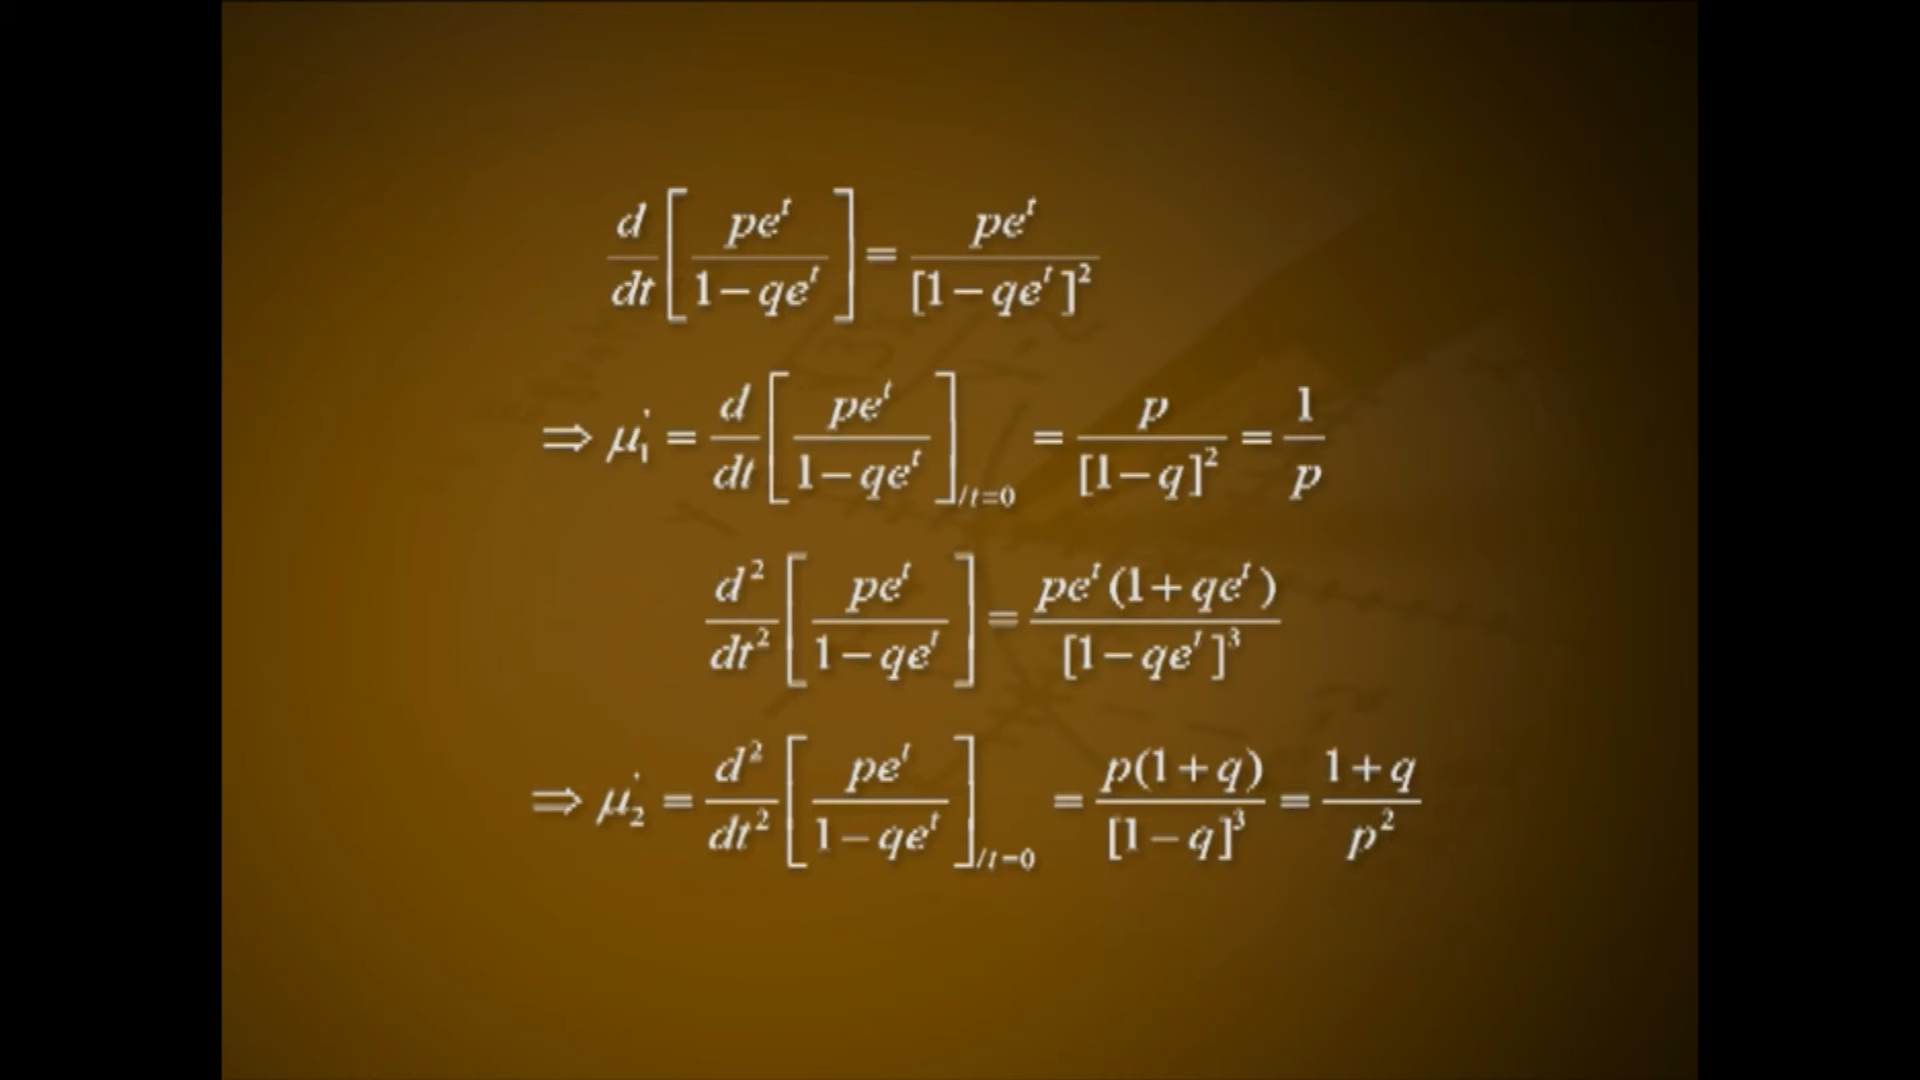 d/dt [ pe^t / (1 − qe^t) ] = pe^t / [1 − qe^t]^2
⇒ μ'_1 = d/dt [ pe^t / (1 − qe^t) ]_{/t=0} = p / [1 − q]^2 = 1/p
d^2/dt^2 [ pe^t / (1 − qe^t) ] = pe^t (1 + qe^t) / [1 − qe^t]^3
⇒ μ'_2 = d^2/dt^2 [ pe^t / (1 − qe^t) ]_{/t=0} = p(1 + q) / [1 − q]^3 = (1 + q) / p^2